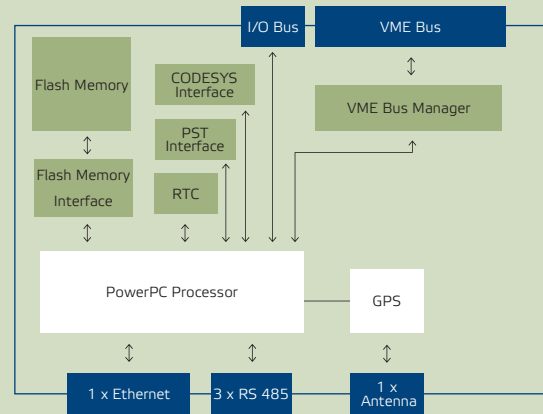 I/O Bus
VME Bus
Flash Memory
CODESYS
Interface
VME Bus Manager
PST
Interface
Flash Memory
Interface
RTC
PowerPC Processor
GPS
1 x Ethernet
3 x RS 485
1 x
Antenna